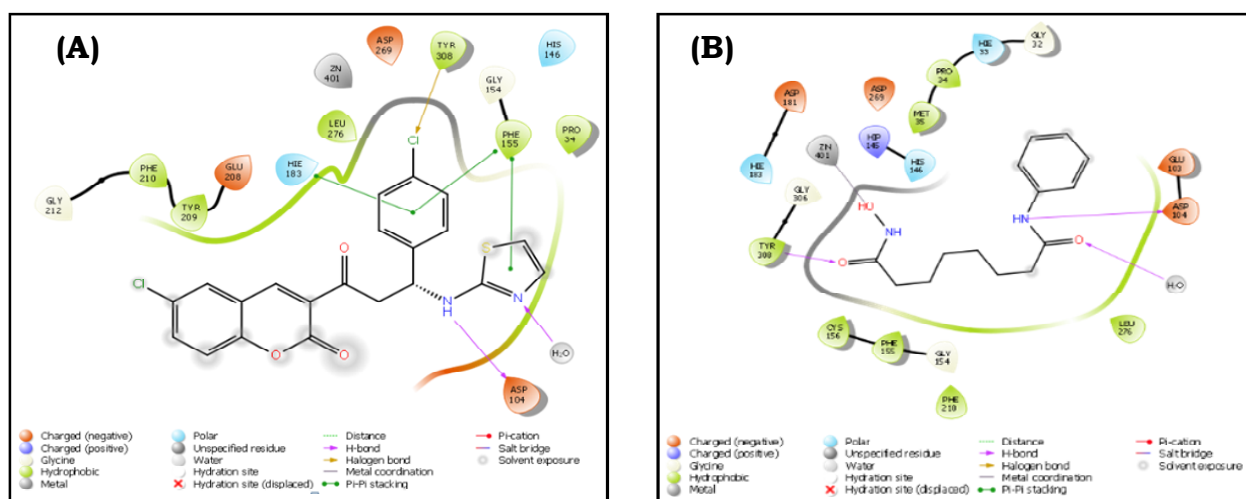 (A)
ASP
269
TYR
308
HIS
146
ZN
401
GLY
154
LEU
276
Cl
PHE
155
PRO
34
HIE
183
PHE
210
GLU
208
GLY
212
TYR
209
S
O
Cl
NH
N
O
O
H₂O
ASP
104
Charged (negative)
Charged (positive)
Glycine
Hydrophobic
Metal
Polar
Unspecified residue
Water
Hydration site
Hydration site (displaced)
Distance
H-bond
Halogen bond
Metal coordination
Pi-Pi stacking
Pi-cation
Salt bridge
Solvent exposure
(B)
GLY
32
HIE
33
PRO
34
MET
35
ASP
181
ASP
269
ZN
401
HIP
145
HIS
146
HIE
183
GLU
103
ASP
104
GLY
306
HO
NH
HN
TYR
308
O
O
H₂O
CYS
156
PHE
155
GLY
154
LEU
276
PHE
210
Charged (negative)
Charged (positive)
Glycine
Hydrophobic
Metal
Polar
Unspecified residue
Water
Hydration site
Hydration site (displaced)
Distance
H-bond
Halogen bond
Metal coordination
Pi-Pi stacking
Pi-cation
Salt bridge
Solvent exposure